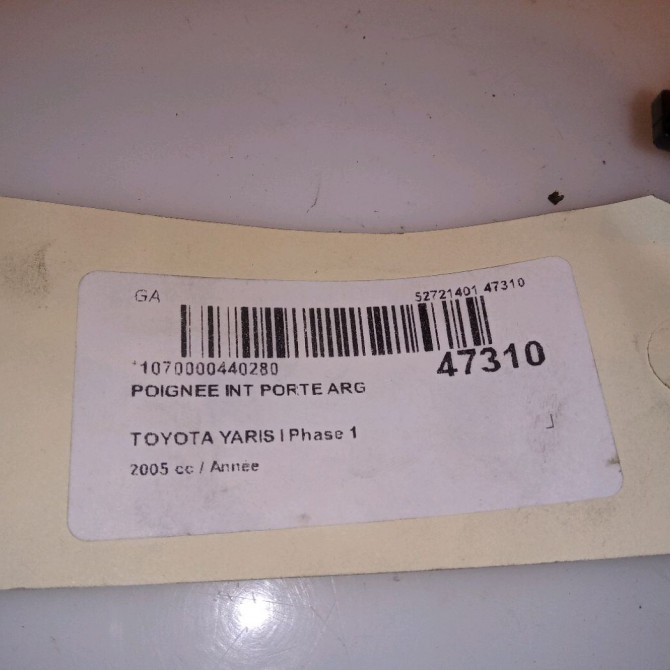 GA
52721401 47310
*1070000440280
47310
POIGNEE INT PORTE ARG
TOYOTA YARIS I Phase 1
2005 cc / Année